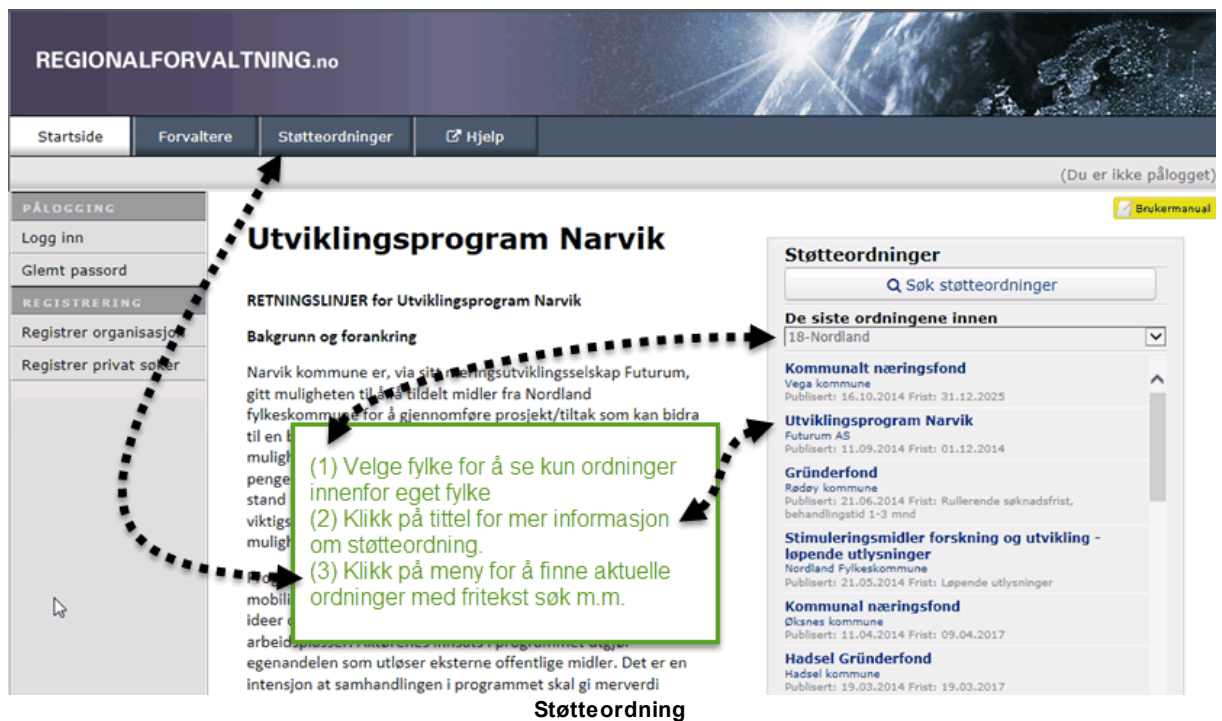 REGIONALFORVALTNING.no
Startside Forvaltere Støtteordninger Hjelp
(Du er ikke pålogget)
PÅLOGGING
Logg inn
Glemt passord
REGISTRERING
Registrer organisasjon
Registrer privat søker
Brukermanual
Utviklingsprogram Narvik
RETNINGSLINJER for Utviklingsprogram Narvik
Bakgrunn og forankring
Narvik kommune er, via sitt næringsutviklingsselskap Futurum,
gitt muligheten til å få tildelt midler fra Nordland
fylkeskommune for å gjennomføre prosjekt/tiltak som kan bidra
til en
mulig
penge
stand
viktigs
mulig
mobili
ideer
arbeidsplasser. Aktørenes innsats i programmet utgjør
egenandelen som utløser eksterne offentlige midler. Det er en
intensjon at samhandlingen i programmet skal gi merverdi
(1) Velge fylke for å se kun ordninger
innenfor eget fylke
(2) Klikk på tittel for mer informasjon
om støtteordning.
(3) Klikk på meny for å finne aktuelle
ordninger med fritekst søk m.m.
Støtteordninger
Søk støtteordninger
De siste ordningene innen
18-Nordland
Kommunalt næringsfond
Vega kommune
Publisert: 16.10.2014 Frist: 31.12.2025
Utviklingsprogram Narvik
Futurum AS
Publisert: 11.09.2014 Frist: 01.12.2014
Gründerfond
Rødøy kommune
Publisert: 21.06.2014 Frist: Rullerende søknadsfrist,
behandlingstid 1-3 mnd
Stimuleringsmidler forskning og utvikling -
løpende utlysninger
Nordland Fylkeskommune
Publisert: 21.05.2014 Frist: Løpende utlysninger
Kommunal næringsfond
Øksnes kommune
Publisert: 11.04.2014 Frist: 09.04.2017
Hadsel Gründerfond
Hadsel kommune
Publisert: 19.03.2014 Frist: 19.03.2017
Støtteordning